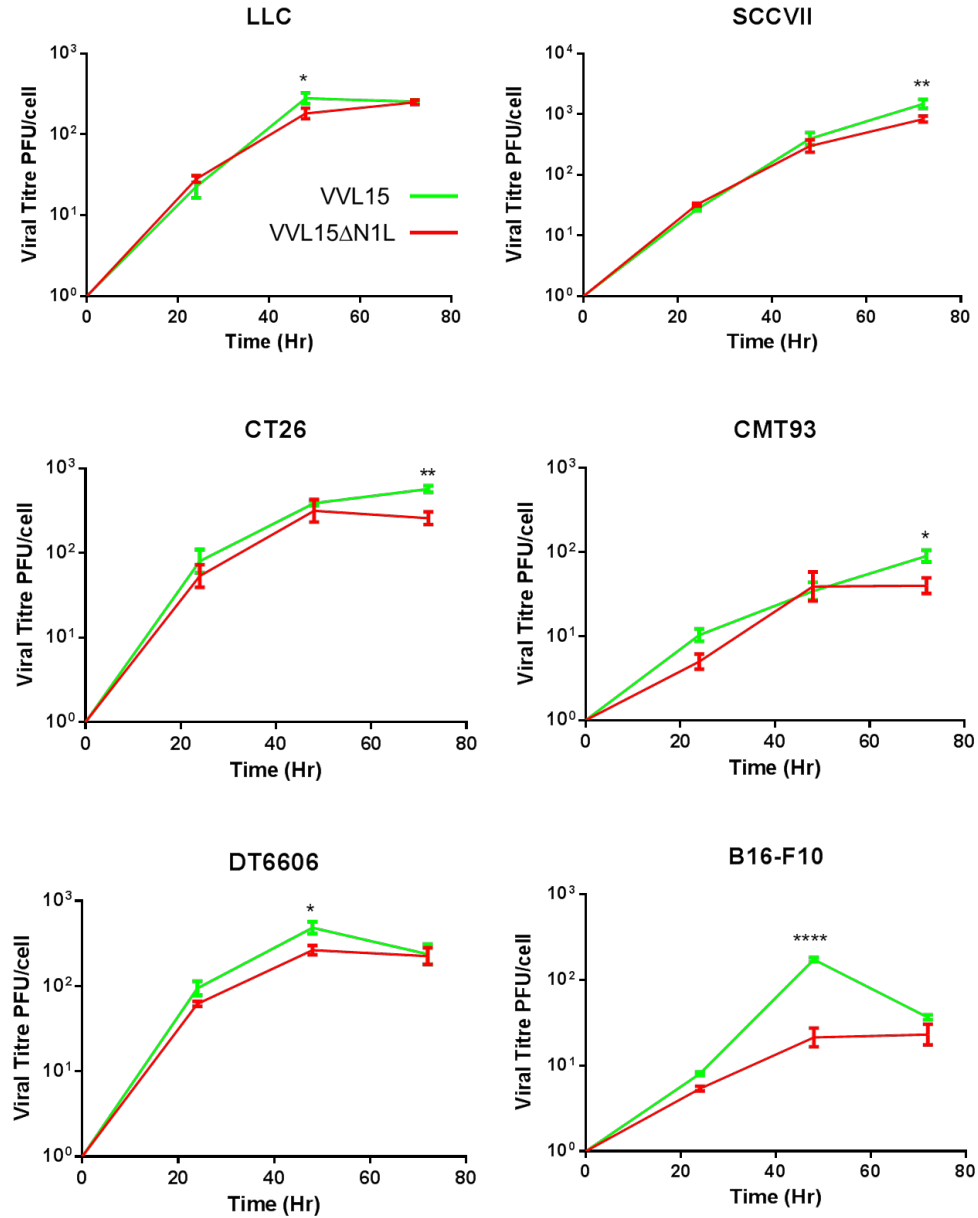 LLC
Viral Titre PFU/cell
10³
10²
10¹
10⁰
*
VVL15
VVL15ΔN1L
0 20 40 60 80
Time (Hr)
SCCVII
Viral Titre PFU/cell
10⁴
10³
10²
10¹
10⁰
**
0 20 40 60 80
Time (Hr)
CT26
Viral Titre PFU/cell
10³
10²
10¹
10⁰
**
0 20 40 60 80
Time (Hr)
CMT93
Viral Titre PFU/cell
10³
10²
10¹
10⁰
*
0 20 40 60 80
Time (Hr)
DT6606
Viral Titre PFU/cell
10³
10²
10¹
10⁰
*
0 20 40 60 80
Time (Hr)
B16-F10
Viral Titre PFU/cell
10³
10²
10¹
10⁰
****
0 20 40 60 80
Time (Hr)